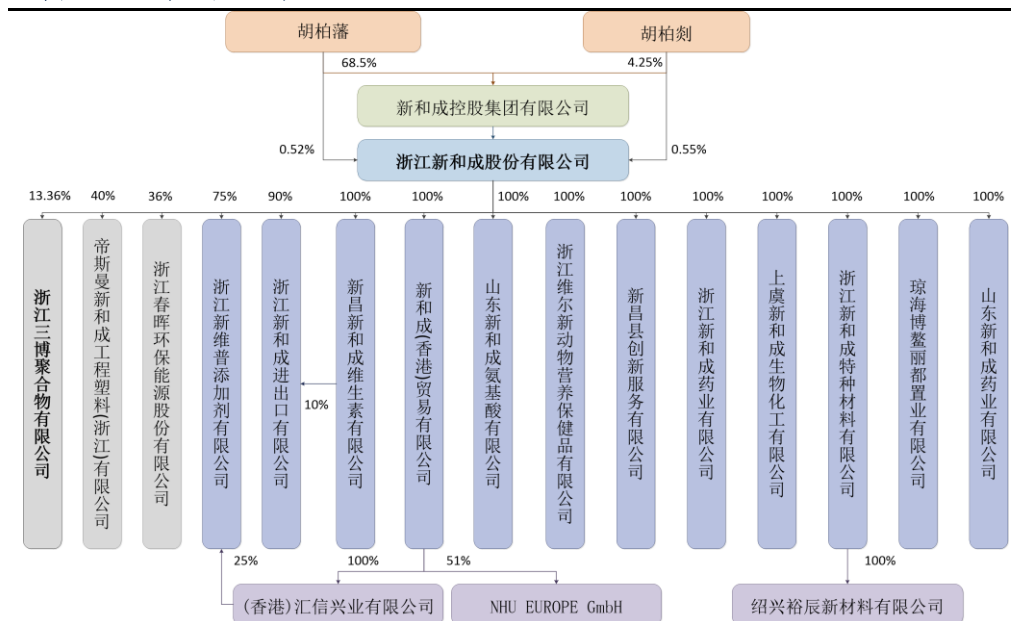 胡柏藩
胡柏剡
68.5%
4.25%
新和成控股集团有限公司
0.52%
浙江新和成股份有限公司
0.55%
13.36%
40%
36%
75%
90%
100%
100%
100%
100%
100%
100%
100%
100%
100%
100%
浙江三博聚合物有限公司
帝斯曼新和成工程塑料(浙江)有限公司
浙江春晖环保能源股份有限公司
浙江新维普添加剂有限公司
浙江新和成进出口有限公司
10%
新昌新和成维生素有限公司
新和成(香港)贸易有限公司
山东新和成氨基酸有限公司
浙江维尔新动物营养保健品有限公司
新昌县创新服务有限公司
浙江新和成药业有限公司
上虞新和成生物化工有限公司
浙江新和成特种材料有限公司
琼海博鳌丽都置业有限公司
山东新和成药业有限公司
25%
100%
51%
100%
(香港)汇信兴业有限公司
NHU EUROPE GmbH
绍兴裕辰新材料有限公司